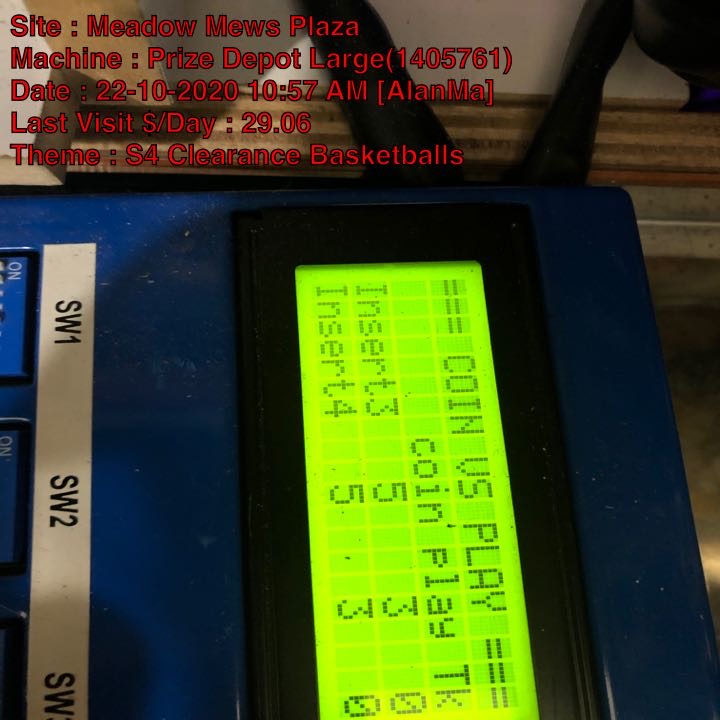 Site : Meadow Mews Plaza
Machine : Prize Depot Large(1405761)
Date : 22-10-2020 10:57 AM [AlanMa]
Last Visit $/Day : 29.06
Theme : S4 Clearance Basketballs
=== COIN VS PLAY ===
coin Play TK
Insert3 5 3 0
Insert4 5 3 0
ON
SW1
ON
SW2